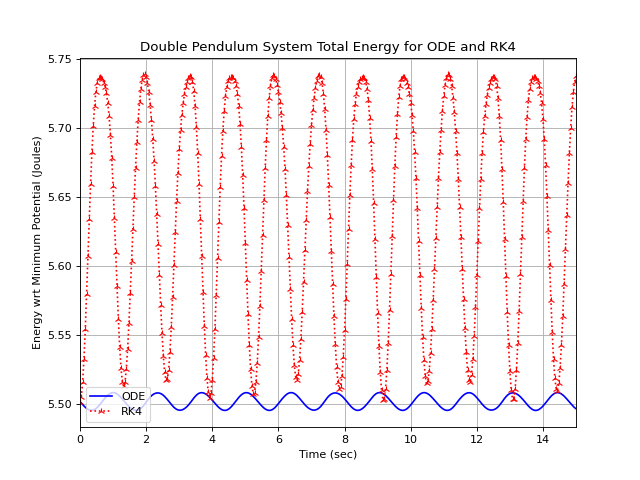 Double Pendulum System Total Energy for ODE and RK4
Energy wrt Minimum Potential (Joules)
5.75
5.70
5.65
5.60
5.55
5.50
ODE
RK4
0 2 4 6 8 10 12 14
Time (sec)